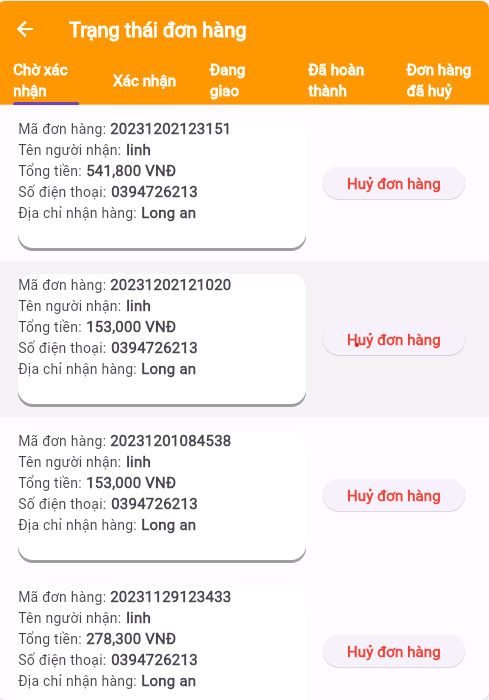 Trạng thái đơn hàng
Chờ xác
nhận
Xác nhận
Đang
giao
Đã hoàn
thành
Đơn hàng
đã huỷ
Mã đơn hàng: 20231202123151
Tên người nhận: linh
Tổng tiền: 541,800 VNĐ
Số điện thoại: 0394726213
Địa chỉ nhận hàng: Long an
Huỷ đơn hàng
Mã đơn hàng: 20231202121020
Tên người nhận: linh
Tổng tiền: 153,000 VNĐ
Số điện thoại: 0394726213
Địa chỉ nhận hàng: Long an
Huỷ đơn hàng
Mã đơn hàng: 20231201084538
Tên người nhận: linh
Tổng tiền: 153,000 VNĐ
Số điện thoại: 0394726213
Địa chỉ nhận hàng: Long an
Huỷ đơn hàng
Mã đơn hàng: 20231129123433
Tên người nhận: linh
Tổng tiền: 278,300 VNĐ
Số điện thoại: 0394726213
Địa chỉ nhận hàng: Long an
Huỷ đơn hàng